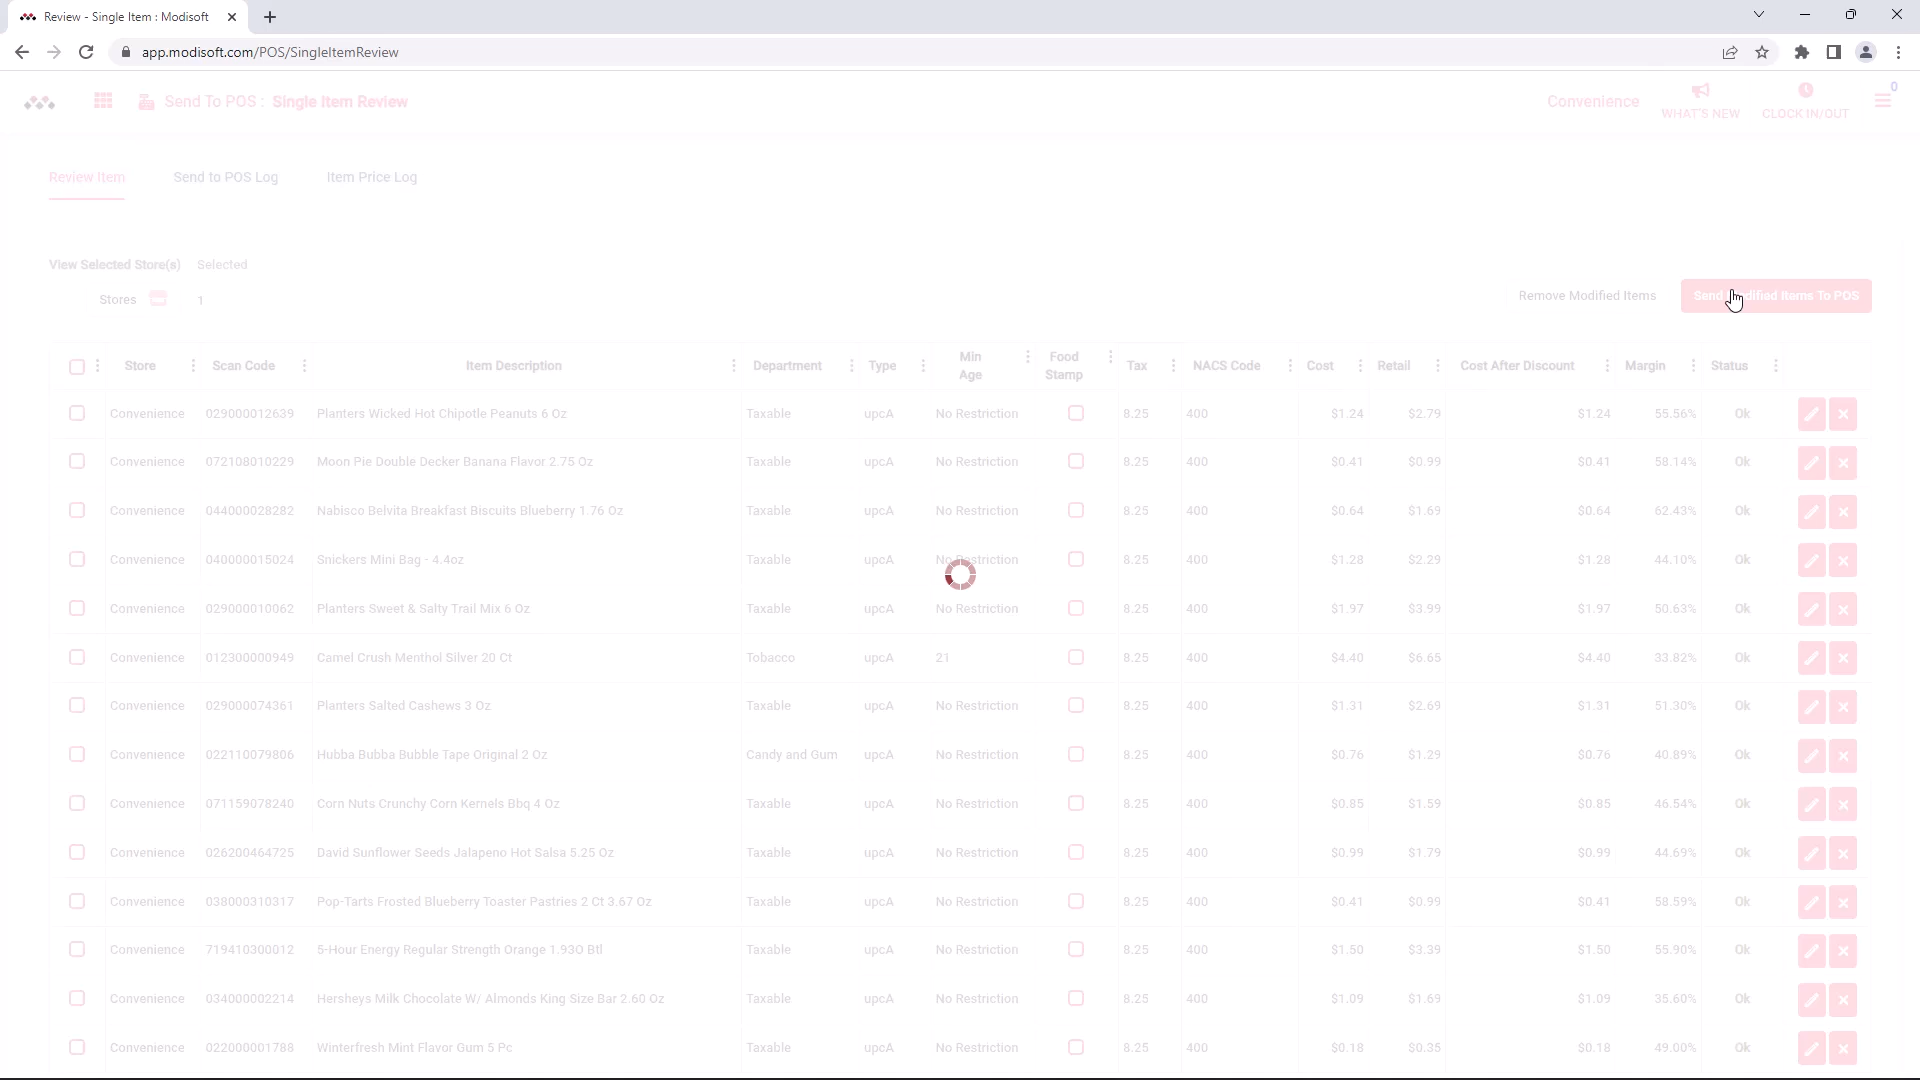 Review - Single Item : Modisoft
app.modisoft.com/POS/SingleItemReview
Send To POS : Single Item Review
Convenience
WHAT'S NEW
CLOCK IN/OUT
0
Review Item Send to POS Log Item Price Log
View Selected Store(s) Selected
Stores 1
Remove Modified Items
Send Modified Items To POS
Store Scan Code Item Description Department Type Min Age Food Stamp Tax NACS Code Cost Retail Cost After Discount Margin Status
Convenience 029000012639 Planters Wicked Hot Chipotle Peanuts 6 Oz Taxable upcA No Restriction 8.25 400 $1.24 $2.79 $1.24 55.56% Ok
Convenience 072108010229 Moon Pie Double Decker Banana Flavor 2.75 Oz Taxable upcA No Restriction 8.25 400 $0.41 $0.99 $0.41 58.14% Ok
Convenience 044000028282 Nabisco Belvita Breakfast Biscuits Blueberry 1.76 Oz Taxable upcA No Restriction 8.25 400 $0.64 $1.69 $0.64 62.43% Ok
Convenience 040000015024 Snickers Mini Bag - 4.4oz Taxable upcA No Restriction 8.25 400 $1.28 $2.29 $1.28 44.10% Ok
Convenience 029000010062 Planters Sweet & Salty Trail Mix 6 Oz Taxable upcA No Restriction 8.25 400 $1.97 $3.99 $1.97 50.63% Ok
Convenience 012300000949 Camel Crush Menthol Silver 20 Ct Tobacco upcA 21 8.25 400 $4.40 $6.65 $4.40 33.82% Ok
Convenience 029000074361 Planters Salted Cashews 3 Oz Taxable upcA No Restriction 8.25 400 $1.31 $2.69 $1.31 51.30% Ok
Convenience 022110079806 Hubba Bubba Bubble Tape Original 2 Oz Candy and Gum upcA No Restriction 8.25 400 $0.76 $1.29 $0.76 40.89% Ok
Convenience 071159078240 Corn Nuts Crunchy Corn Kernels Bbq 4 Oz Taxable upcA No Restriction 8.25 400 $0.85 $1.59 $0.85 46.54% Ok
Convenience 026200464725 David Sunflower Seeds Jalapeno Hot Salsa 5.25 Oz Taxable upcA No Restriction 8.25 400 $0.99 $1.79 $0.99 44.69% Ok
Convenience 038000310317 Pop-Tarts Frosted Blueberry Toaster Pastries 2 Ct 3.67 Oz Taxable upcA No Restriction 8.25 400 $0.41 $0.99 $0.41 58.59% Ok
Convenience 719410300012 5-Hour Energy Regular Strength Orange 1.93O Btl Taxable upcA No Restriction 8.25 400 $1.50 $3.39 $1.50 55.90% Ok
Convenience 034000002214 Hersheys Milk Chocolate W/ Almonds King Size Bar 2.60 Oz Taxable upcA No Restriction 8.25 400 $1.09 $1.69 $1.09 35.60% Ok
Convenience 022000001788 Winterfresh Mint Flavor Gum 5 Pc Taxable upcA No Restriction 8.25 400 $0.18 $0.35 $0.18 49.00% Ok